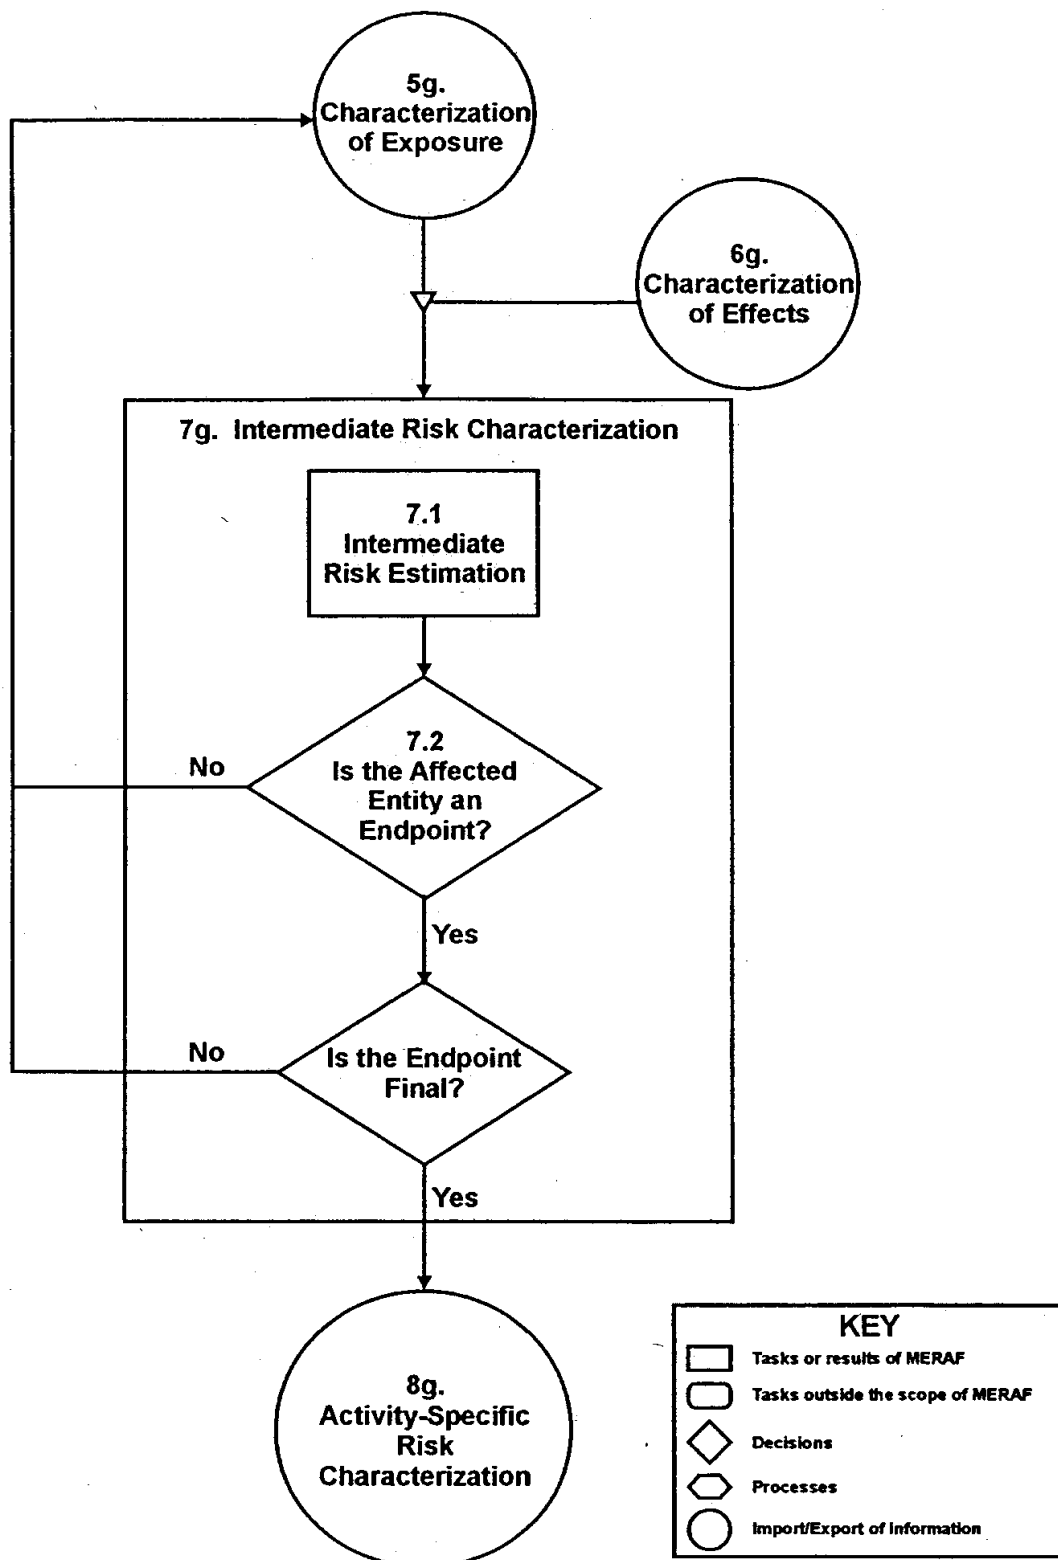 5g.
Characterization
of Exposure
6g.
Characterization
of Effects
7g. Intermediate Risk Characterization
7.1
Intermediate
Risk Estimation
7.2
Is the Affected
Entity an
Endpoint?
No
Yes
Is the Endpoint
Final?
No
Yes
8g.
Activity-Specific
Risk
Characterization
KEY
Tasks or results of MERAF
Tasks outside the scope of MERAF
Decisions
Processes
Import/Export of Information